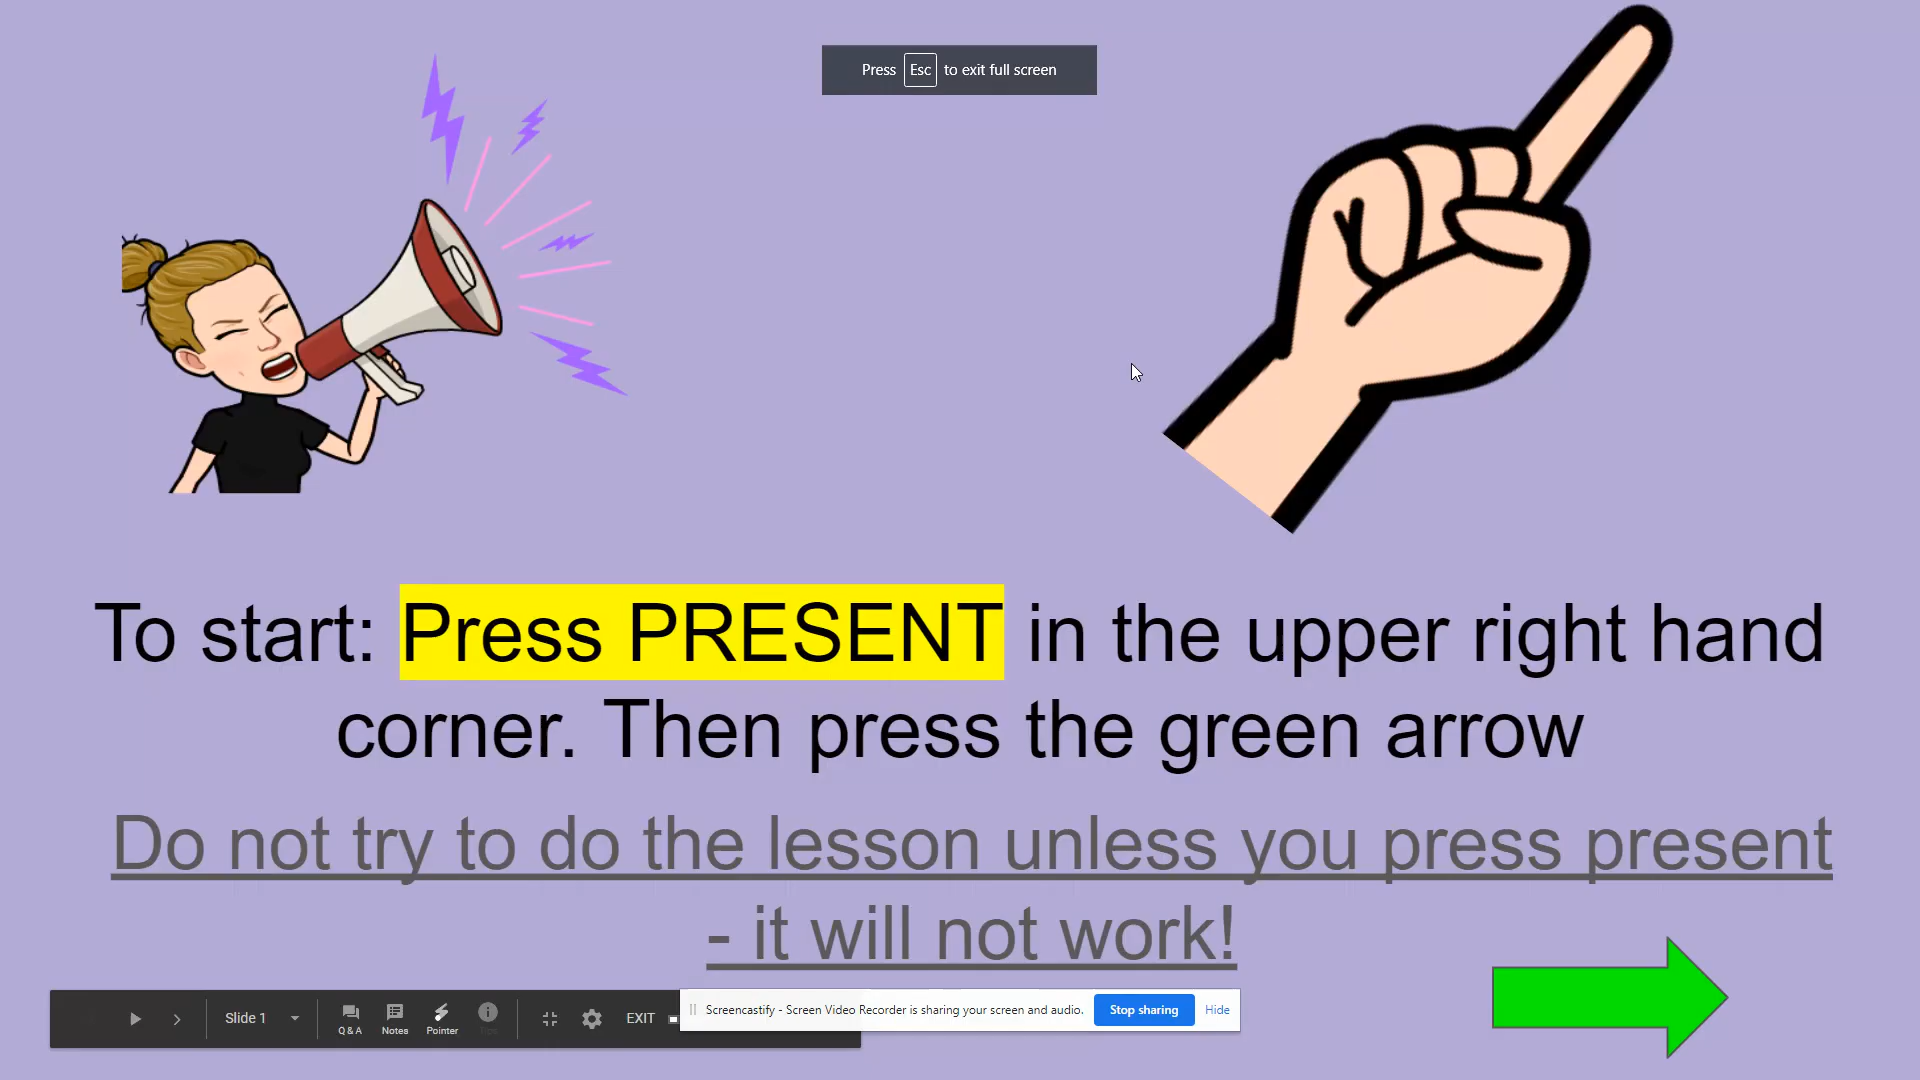 Press Esc to exit full screen
To start: Press PRESENT in the upper right hand
corner. Then press the green arrow
Do not try to do the lesson unless you press present
- it will not work!
Slide 1
Q & A
Notes
Pointer
EXIT
Screencastify - Screen Video Recorder is sharing your screen and audio.
Stop sharing
Hide